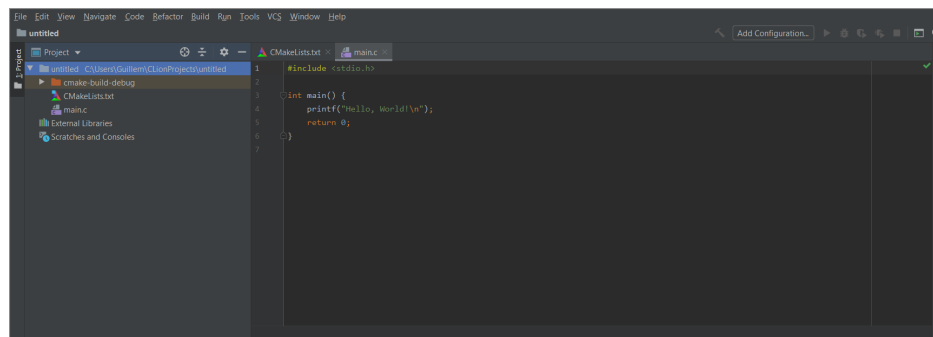 File Edit View Navigate Code Refactor Build Run Tools VCS Window Help
untitled Add Configuration...
1: Project
Project CMakeLists.txt main.c
untitled C:\Users\Guillem\CLionProjects\untitled
cmake-build-debug
CMakeLists.txt
main.c
External Libraries
Scratches and Consoles
1 #include <stdio.h>
2
3 int main() {
4 printf("Hello, World!\n");
5 return 0;
6 }
7